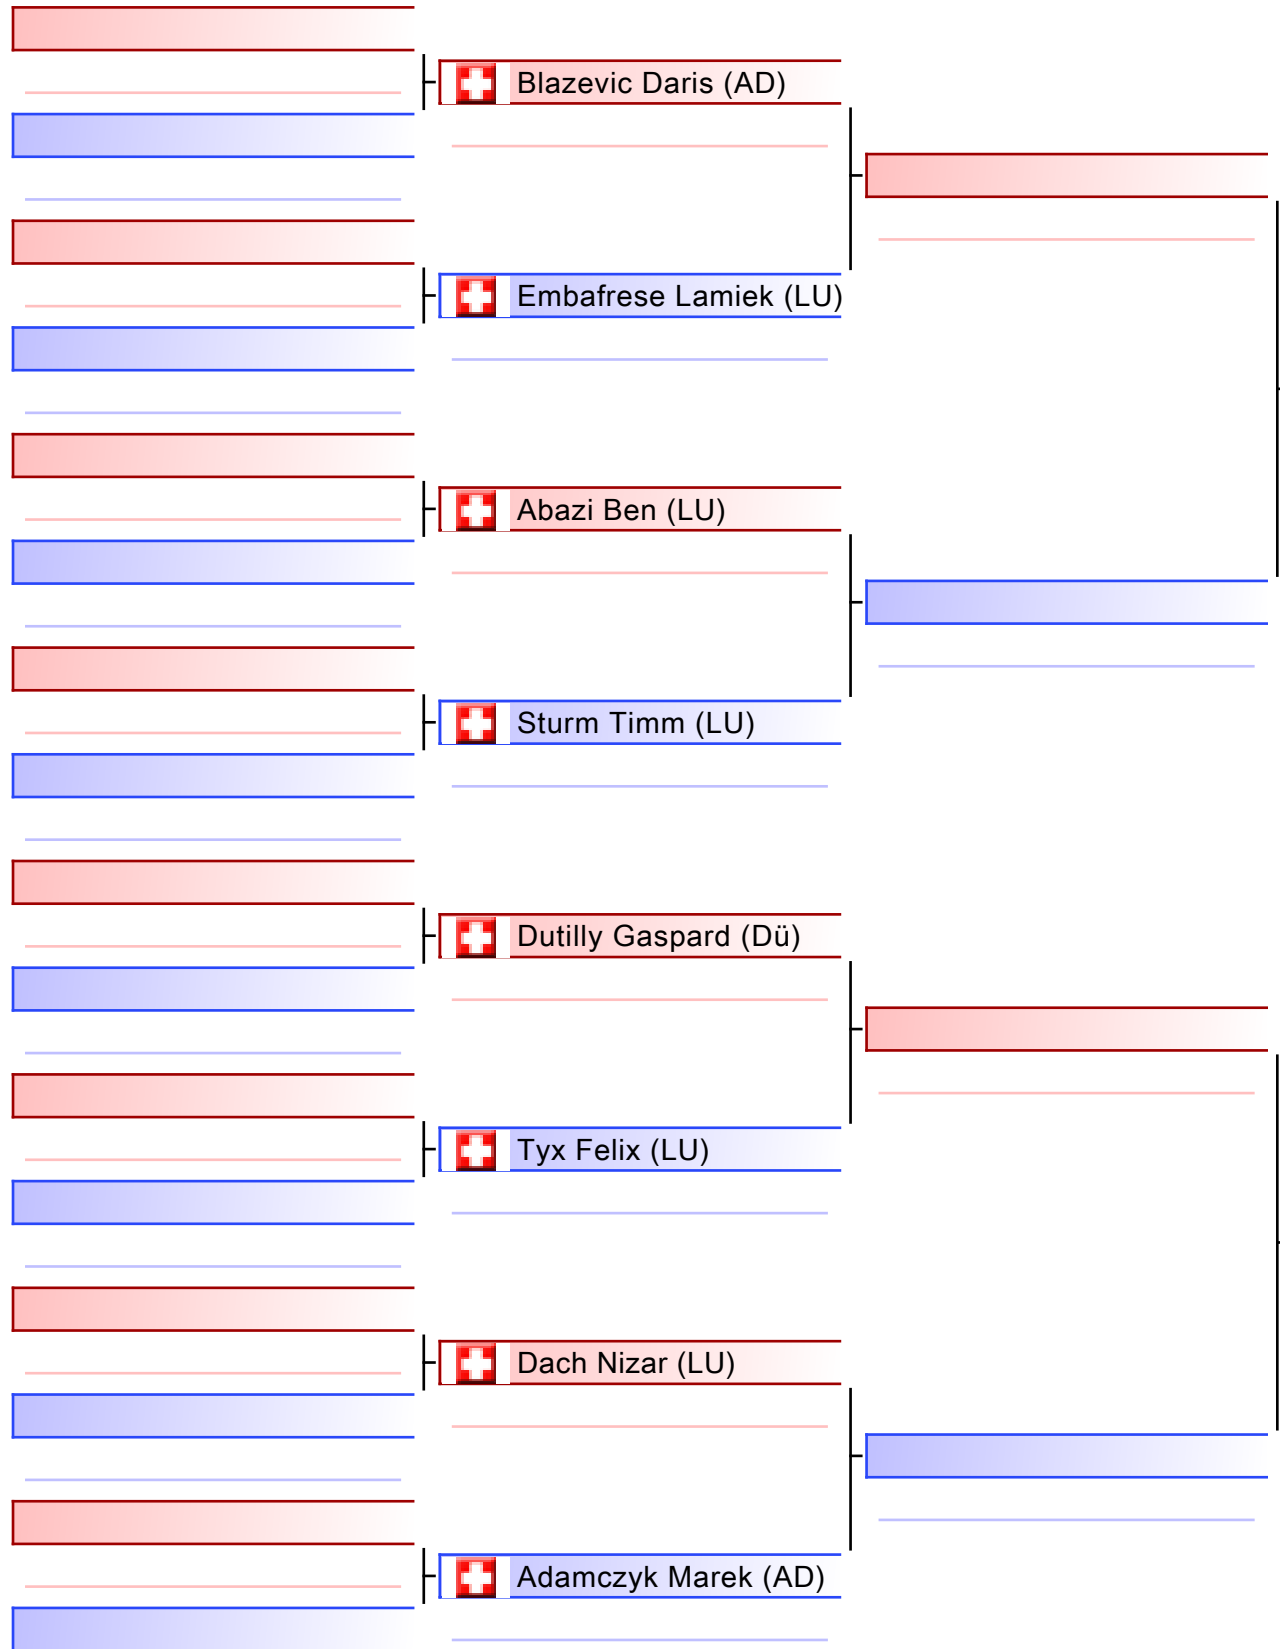 Blazevic Daris (AD)
Embafrese Lamiek (LU)
Abazi Ben (LU)
Sturm Timm (LU)
Dutilly Gaspard (Dü)
Tyx Felix (LU)
Dach Nizar (LU)
Adamczyk Marek (AD)